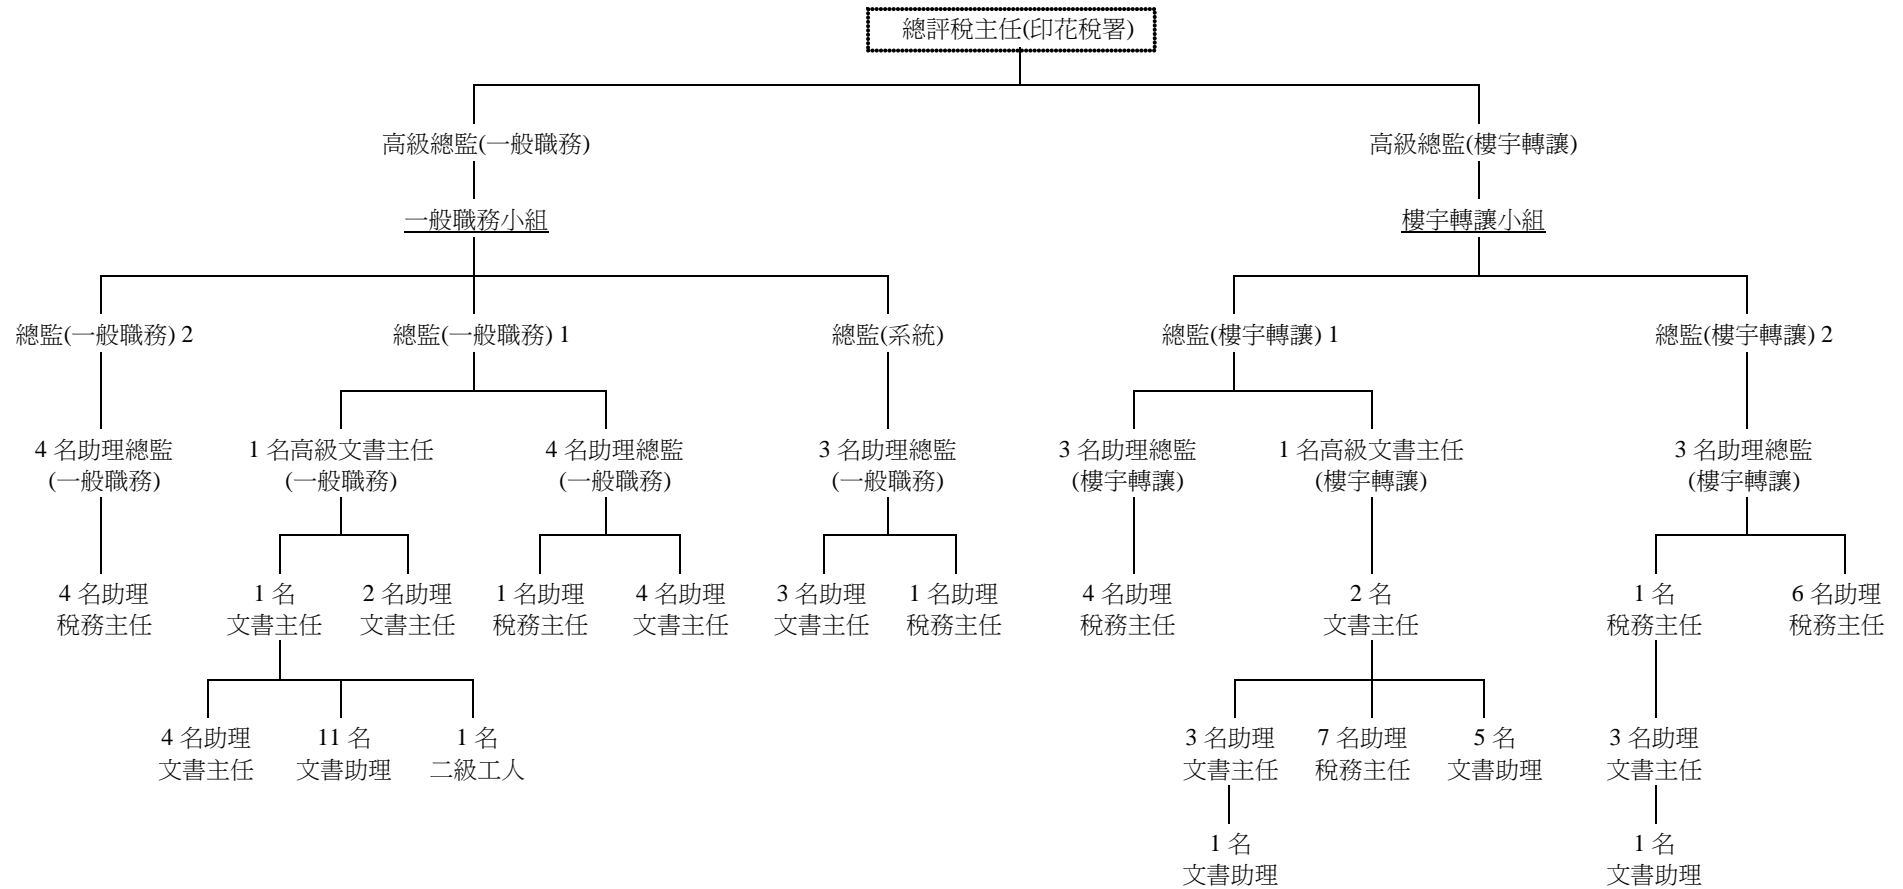 總評稅主任(印花稅署)
高級總監(一般職務)
高級總監(樓宇轉讓)
一般職務小組
樓宇轉讓小組
總監(一般職務) 2
總監(一般職務) 1
總監(系統)
總監(樓宇轉讓) 1
總監(樓宇轉讓) 2
4 名助理總監
(一般職務)
1 名高級文書主任
(一般職務)
4 名助理總監
(一般職務)
3 名助理總監
(一般職務)
3 名助理總監
(樓宇轉讓)
1 名高級文書主任
(樓宇轉讓)
3 名助理總監
(樓宇轉讓)
4 名助理
稅務主任
1 名
文書主任
2 名助理
文書主任
1 名助理
稅務主任
4 名助理
文書主任
3 名助理
文書主任
1 名助理
稅務主任
4 名助理
稅務主任
2 名
文書主任
1 名
稅務主任
6 名助理
稅務主任
4 名助理
文書主任
11 名
文書助理
1 名
二級工人
3 名助理
文書主任
7 名助理
稅務主任
5 名
文書助理
3 名助理
文書主任
1 名
文書助理
1 名
文書助理